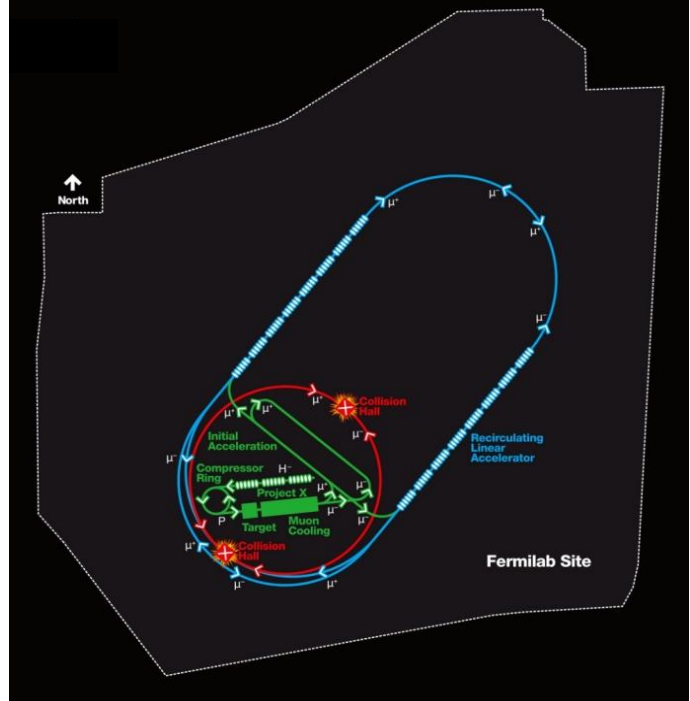 North
μ⁺
μ⁻
μ⁺
μ⁻
μ⁺
μ⁺
μ⁺
Collision
Hall
μ⁻
Initial
Acceleration
Recirculating
Linear
Accelerator
μ⁻
Compressor
Ring
H⁻
Project X
μ⁺
μ⁻
P
Target
Muon
Cooling
μ⁻
μ⁻
μ⁺
Collision
Hall
Fermilab Site
μ⁻
μ⁺